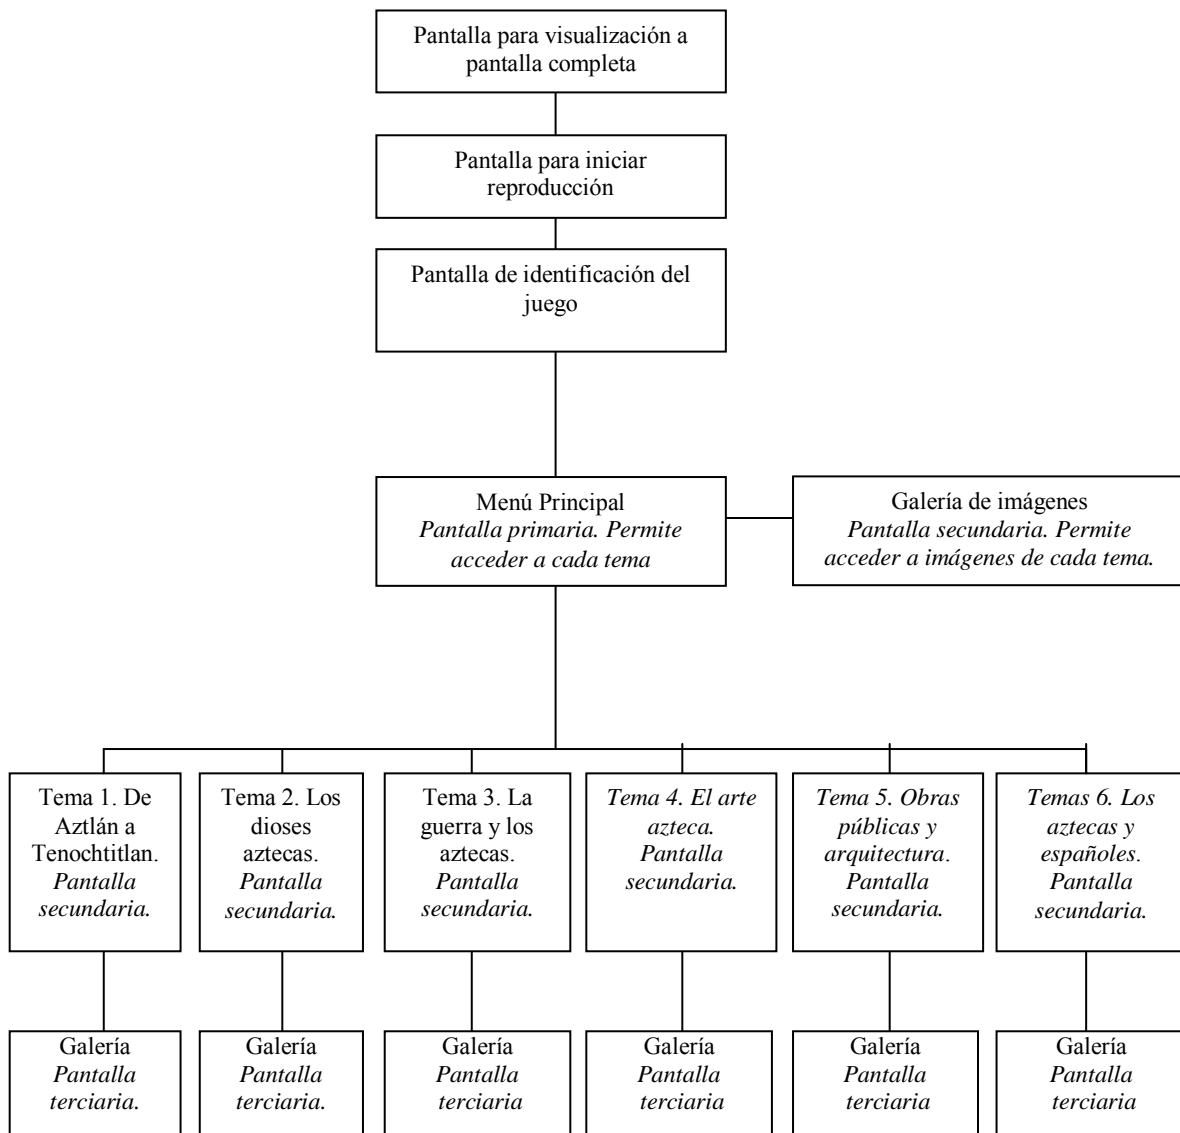 Pantalla para visualización a
pantalla completa
Pantalla para iniciar
reproducción
Pantalla de identificación del
juego
Menú Principal
Pantalla primaria. Permite
acceder a cada tema
Galería de imágenes
Pantalla secundaria. Permite
acceder a imágenes de cada tema.
Tema 1. De
Aztlán a
Tenochtitlan.
Pantalla
secundaria.
Tema 2. Los
dioses
aztecas.
Pantalla
secundaria.
Tema 3. La
guerra y los
aztecas.
Pantalla
secundaria.
Tema 4. El arte
azteca.
Pantalla
secundaria.
Tema 5. Obras
públicas y
arquitectura.
Pantalla
secundaria.
Temas 6. Los
aztecas y
españoles.
Pantalla
secundaria.
Galería
Pantalla
terciaria.
Galería
Pantalla
terciaria.
Galería
Pantalla
terciaria
Galería
Pantalla
terciaria
Galería
Pantalla
terciaria
Galería
Pantalla
terciaria